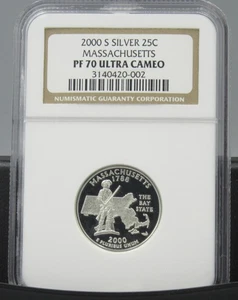 2000 S SILVER 25C
MASSACHUSETTS
PF 70 ULTRA CAMEO
3140420-002
NUMISMATIC GUARANTY CORPORATION
MASSACHUSETTS
1788
THE
BAY
STATE
2000
E PLURIBUS UNUM